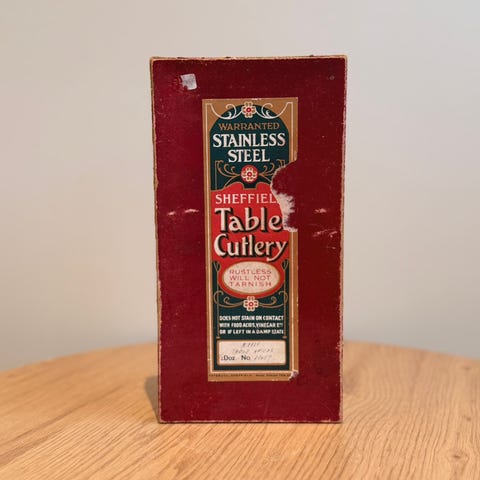 WARRANTED
STAINLESS
STEEL
SHEFFIELD
Table
Cutlery
RUSTLESS
WILL NOT
TARNISH
DOES NOT STAIN ON CONTACT
WITH FOOD ACIDS, VINEGAR ETC
OR IF LEFT IN A DAMP STATE
Doz. No.